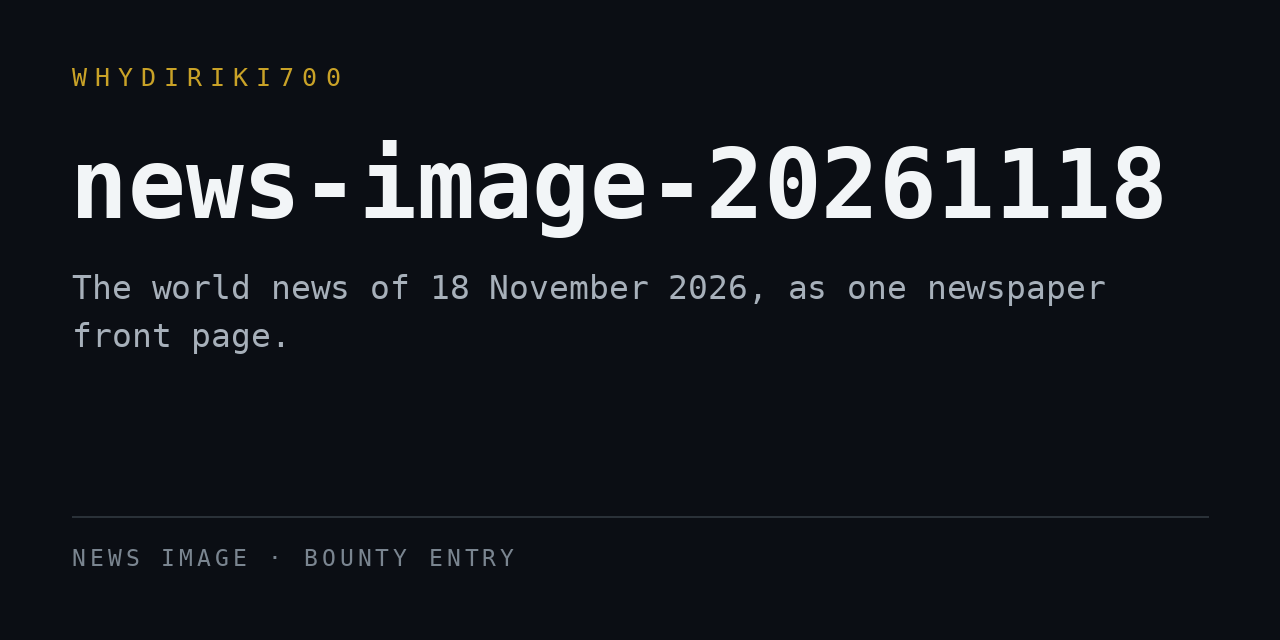 WHYDIRIKI700
news-image-20261118
The world news of 18 November 2026, as one newspaper
front page.
NEWS IMAGE · BOUNTY ENTRY